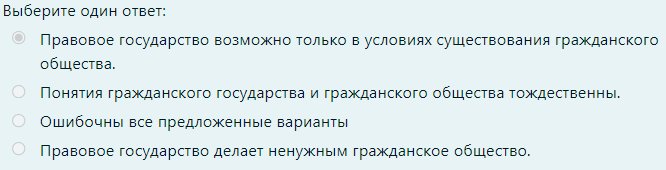 Выберите один ответ:
Правовое государство возможно только в условиях существования гражданского
общества.
Понятия гражданского государства и гражданского общества тождественны.
Ошибочны все предложенные варианты
Правовое государство делает ненужным гражданское общество.